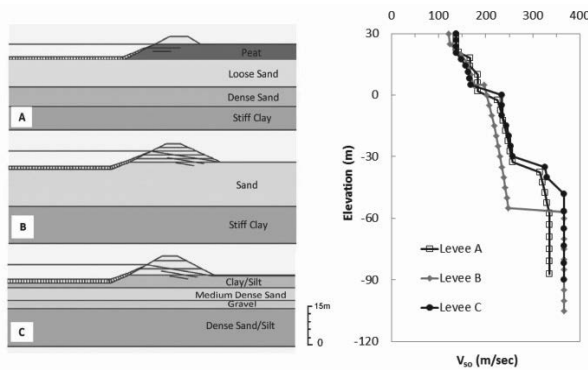 Peat
Loose Sand
Dense Sand
Stiff Clay
A
Sand
Stiff Clay
B
Clay/Silt
Medium Dense Sand
Gravel
Dense Sand/Silt
C
15m
0
0 100 200 300 400
30
0
-30
-60
-90
-120
Elevation (m)
Levee A
Levee B
Levee C
Vso (m/sec)